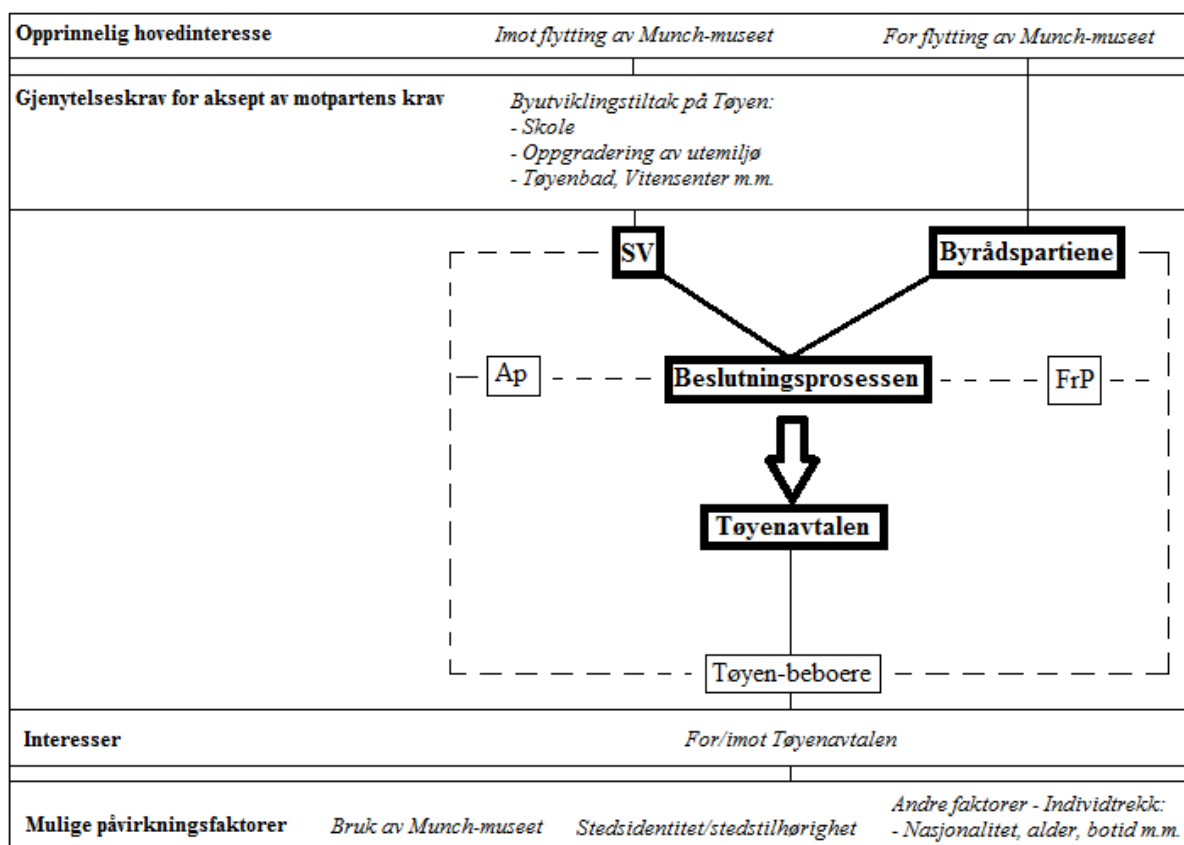 Opprinnelig hovedinteresse
Imot flytting av Munch-museet
For flytting av Munch-museet
Gjenytelseskrav for aksept av motpartens krav
Byutviklingstiltak på Tøyen:
- Skole
- Oppgradering av utemiljø
- Tøyenbad, Vitensenter m.m.
SV
Byrådspartiene
Ap
Beslutningsprosessen
FrP
Tøyenavtalen
Tøyen-beboere
Interesser
For/imot Tøyenavtalen
Mulige påvirkningsfaktorer
Bruk av Munch-museet
Stedsidentitet/stedstilhørighet
Andre faktorer - Individtrekk:
- Nasjonalitet, alder, botid m.m.